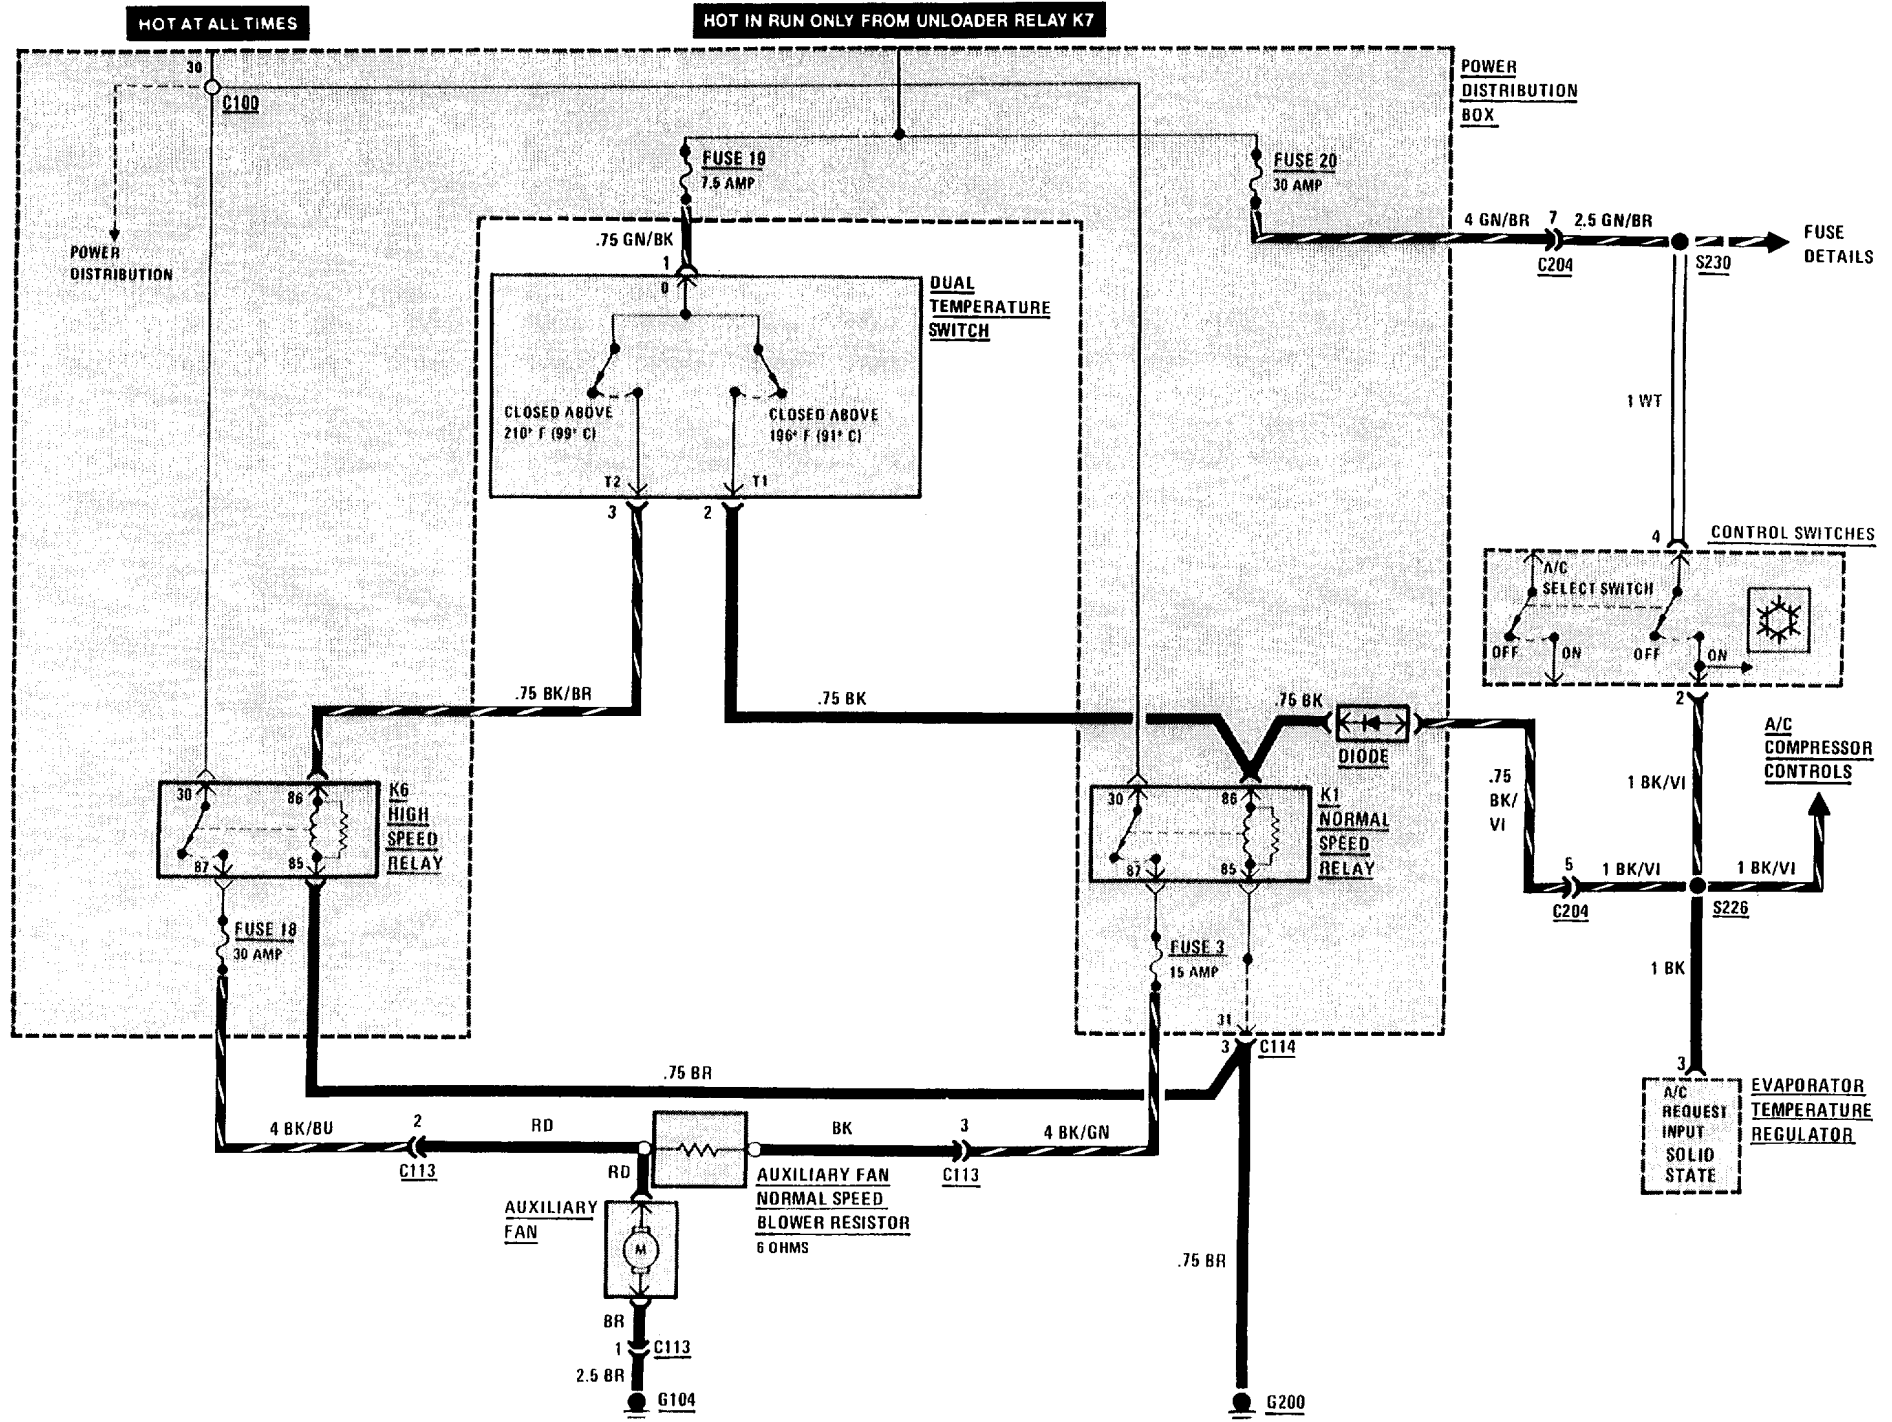 HOT AT ALL TIMES
HOT IN RUN ONLY FROM UNLOADER RELAY K7
30
C100
POWER
DISTRIBUTION
BOX
FUSE 19
7.5 AMP
FUSE 20
30 AMP
4 GN/BR
7
2.5 GN/BR
C204
S230
FUSE
DETAILS
POWER
DISTRIBUTION
.75 GN/BK
1
0
DUAL
TEMPERATURE
SWITCH
CLOSED ABOVE
210° F (99° C)
CLOSED ABOVE
196° F (91° C)
T2
T1
3
2
1 WT
4
CONTROL SWITCHES
A/C
SELECT SWITCH
OFF
ON
OFF
ON
2
.75 BK/BR
.75 BK
.75 BK
DIODE
A/C
COMPRESSOR
CONTROLS
.75
BK/
VI
1 BK/VI
30
86
87
85
K6
HIGH
SPEED
RELAY
30
86
87
85
K1
NORMAL
SPEED
RELAY
5
1 BK/VI
1 BK/VI
C204
S226
FUSE 18
30 AMP
FUSE 3
15 AMP
1 BK
31
3
C114
3
A/C
REQUEST
INPUT
SOLID
STATE
EVAPORATOR
TEMPERATURE
REGULATOR
.75 BR
4 BK/BU
2
RD
BK
3
4 BK/GN
C113
RD
C113
AUXILIARY FAN
NORMAL SPEED
BLOWER RESISTOR
6 OHMS
AUXILIARY
FAN
M
.75 BR
BR
1
C113
2.5 BR
G104
G200